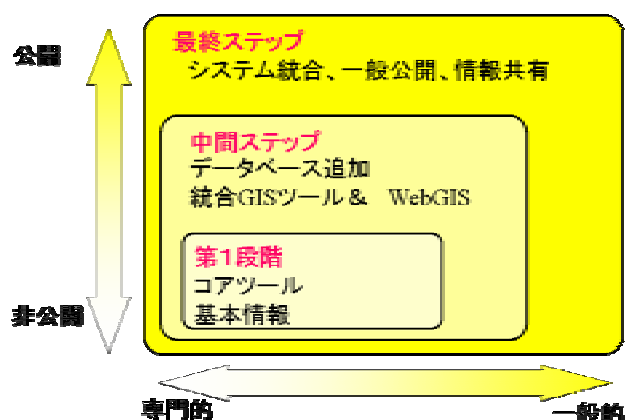 公開
最終ステップ
システム統合、一般公開、情報共有
中間ステップ
データベース追加
統合GISツール＆ WebGIS
第１段階
コアツール
基本情報
非公開
専門的
一般的